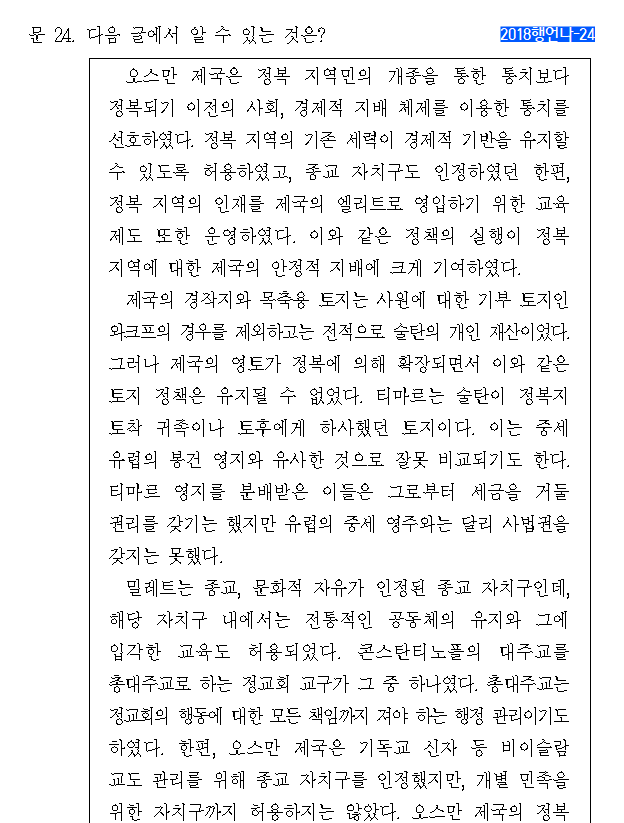 문 24. 다음 글에서 알 수 있는 것은?
2018행언나-24
오스만 제국은 정복 지역민의 개종을 통한 통치보다
정복되기 이전의 사회, 경제적 지배 체제를 이용한 통치를
선호하였다. 정복 지역의 기존 세력이 경제적 기반을 유지할
수 있도록 허용하였고, 종교 자치구도 인정하였던 한편,
정복 지역의 인재를 제국의 엘리트로 영입하기 위한 교육
제도 또한 운영하였다. 이와 같은 정책의 실행이 정복
지역에 대한 제국의 안정적 지배에 크게 기여하였다.
제국의 경작지와 목축용 토지는 사원에 대한 기부 토지인
와크프의 경우를 제외하고는 전적으로 술탄의 개인 재산이었다.
그러나 제국의 영토가 정복에 의해 확장되면서 이와 같은
토지 정책은 유지될 수 없었다. 티마르는 술탄이 정복지
토착 귀족이나 토후에게 하사했던 토지이다. 이는 중세
유럽의 봉건 영지와 유사한 것으로 잘못 비교되기도 한다.
티마르 영지를 분배받은 이들은 그로부터 세금을 거둘
권리를 갖기는 했지만 유럽의 중세 영주와는 달리 사법권을
갖지는 못했다.
밀레트는 종교, 문화적 자유가 인정된 종교 자치구인데,
해당 자치구 내에서는 전통적인 공동체의 유지와 그에
입각한 교육도 허용되었다. 콘스탄티노플의 대주교를
총대주교로 하는 정교회 교구가 그 중 하나였다. 총대주교는
정교회의 행동에 대한 모든 책임까지 져야 하는 행정 관리이기도
하였다. 한편, 오스만 제국은 기독교 신자 등 비이슬람
교도 관리를 위해 종교 자치구를 인정했지만, 개별 민족을
위한 자치구까지 허용하지는 않았다. 오스만 제국의 정복